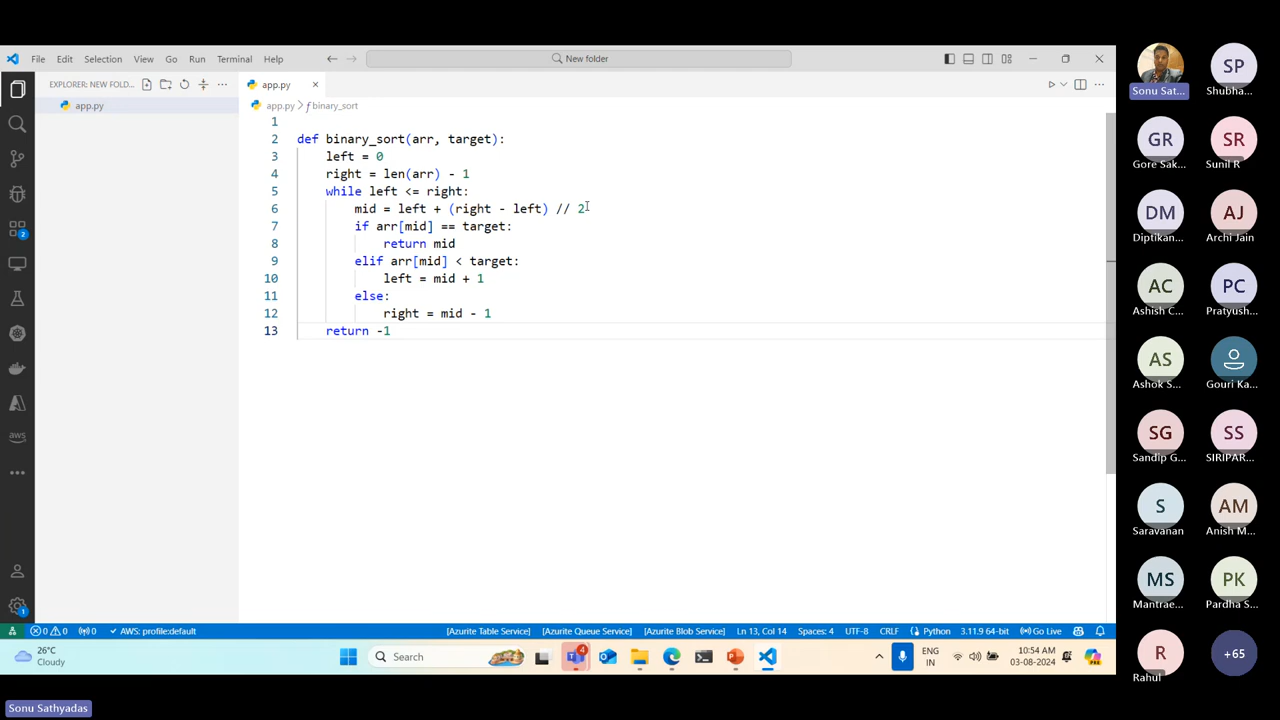 File Edit Selection View Go Run Terminal Help
New folder
EXPLORER: NEW FOLD...
app.py
app.py
app.py > binary_sort
1
2 def binary_sort(arr, target):
3 left = 0
4 right = len(arr) - 1
5 while left <= right:
6 mid = left + (right - left) // 2
7 if arr[mid] == target:
8 return mid
9 elif arr[mid] < target:
10 left = mid + 1
11 else:
12 right = mid - 1
13 return -1
2
aws
1
0 0 0 AWS: profile:default [Azurite Table Service] [Azurite Queue Service] [Azurite Blob Service] Ln 13, Col 14 Spaces: 4 UTF-8 CRLF Python 3.11.9 64-bit Go Live
26°C
Cloudy
Search
4
ENG
IN
10:54 AM
03-08-2024
Sonu Sathyadas
Sonu Sat...
SP
Shubha...
GR
Gore Sak...
SR
Sunil R
DM
Diptikan...
AJ
Archi Jain
AC
Ashish C...
PC
Pratyush...
AS
Ashok S...
Gouri Ka...
SG
Sandip G...
SS
SIRIPAR...
S
Saravanan
AM
Anish M...
MS
Mantrae...
PK
Pardha S...
R
Rahul
+65